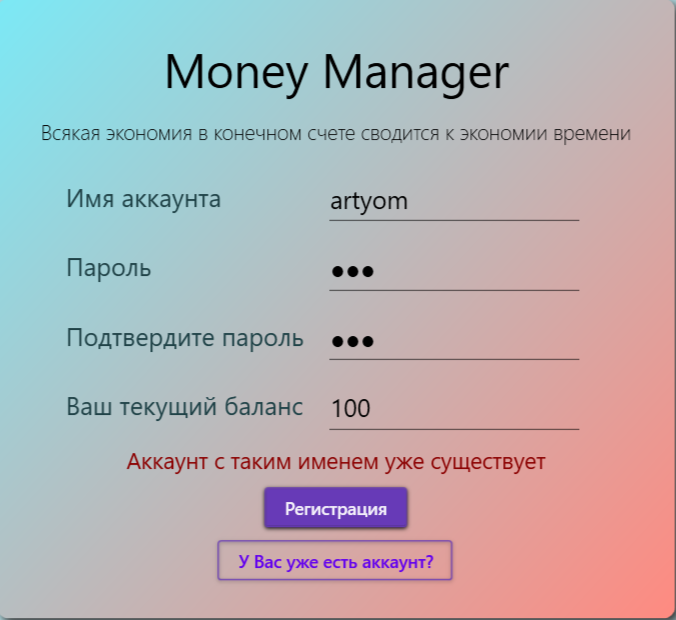 Money Manager
Всякая экономия в конечном счете сводится к экономии времени
Имя аккаунта
artyom
Пароль
●●●
Подтвердите пароль
●●●
Ваш текущий баланс
100
Аккаунт с таким именем уже существует
Регистрация
У Вас уже есть аккаунт?